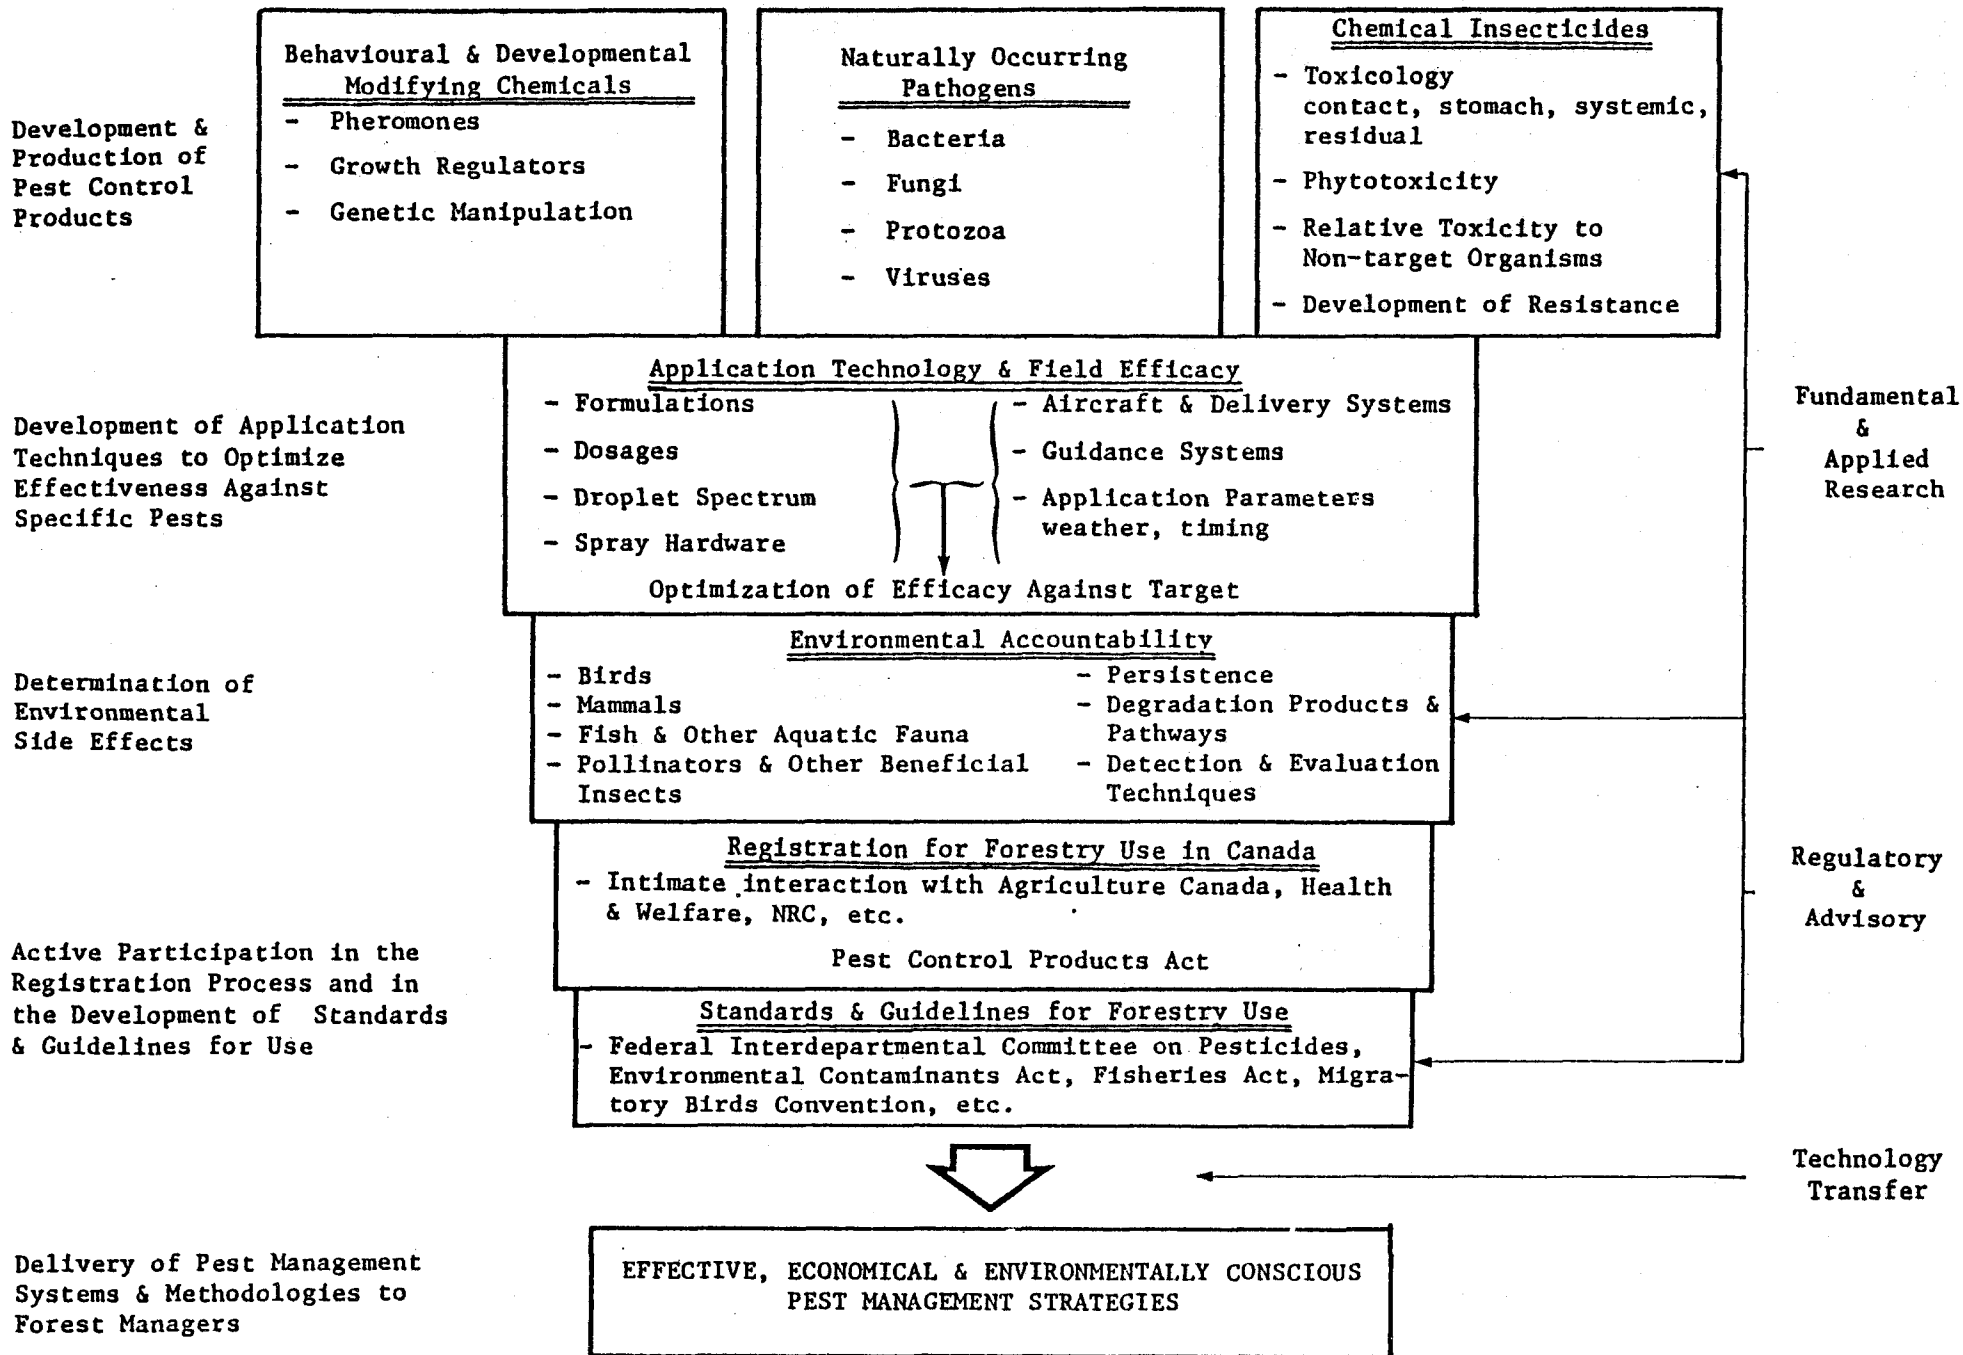 Development &
Production of
Pest Control
Products
Behavioural & Developmental
Modifying Chemicals
- Pheromones
- Growth Regulators
- Genetic Manipulation
Naturally Occurring
Pathogens
- Bacteria
- Fungi
- Protozoa
- Viruses
Chemical Insecticides
- Toxicology
contact, stomach, systemic,
residual
- Phytotoxicity
- Relative Toxicity to
Non-target Organisms
- Development of Resistance
Development of Application
Techniques to Optimize
Effectiveness Against
Specific Pests
Application Technology & Field Efficacy
- Formulations
- Dosages
- Droplet Spectrum
- Spray Hardware
- Aircraft & Delivery Systems
- Guidance Systems
- Application Parameters
weather, timing
Optimization of Efficacy Against Target
Fundamental
&
Applied
Research
Determination of
Environmental
Side Effects
Environmental Accountability
- Birds
- Mammals
- Fish & Other Aquatic Fauna
- Pollinators & Other Beneficial
Insects
- Persistence
- Degradation Products &
Pathways
- Detection & Evaluation
Techniques
Active Participation in the
Registration Process and in
the Development of Standards
& Guidelines for Use
Registration for Forestry Use in Canada
- Intimate interaction with Agriculture Canada, Health
& Welfare, NRC, etc.
Pest Control Products Act
Regulatory
&
Advisory
Standards & Guidelines for Forestry Use
- Federal Interdepartmental Committee on Pesticides,
Environmental Contaminants Act, Fisheries Act, Migra-
tory Birds Convention, etc.
Technology
Transfer
Delivery of Pest Management
Systems & Methodologies to
Forest Managers
EFFECTIVE, ECONOMICAL & ENVIRONMENTALLY CONSCIOUS
PEST MANAGEMENT STRATEGIES